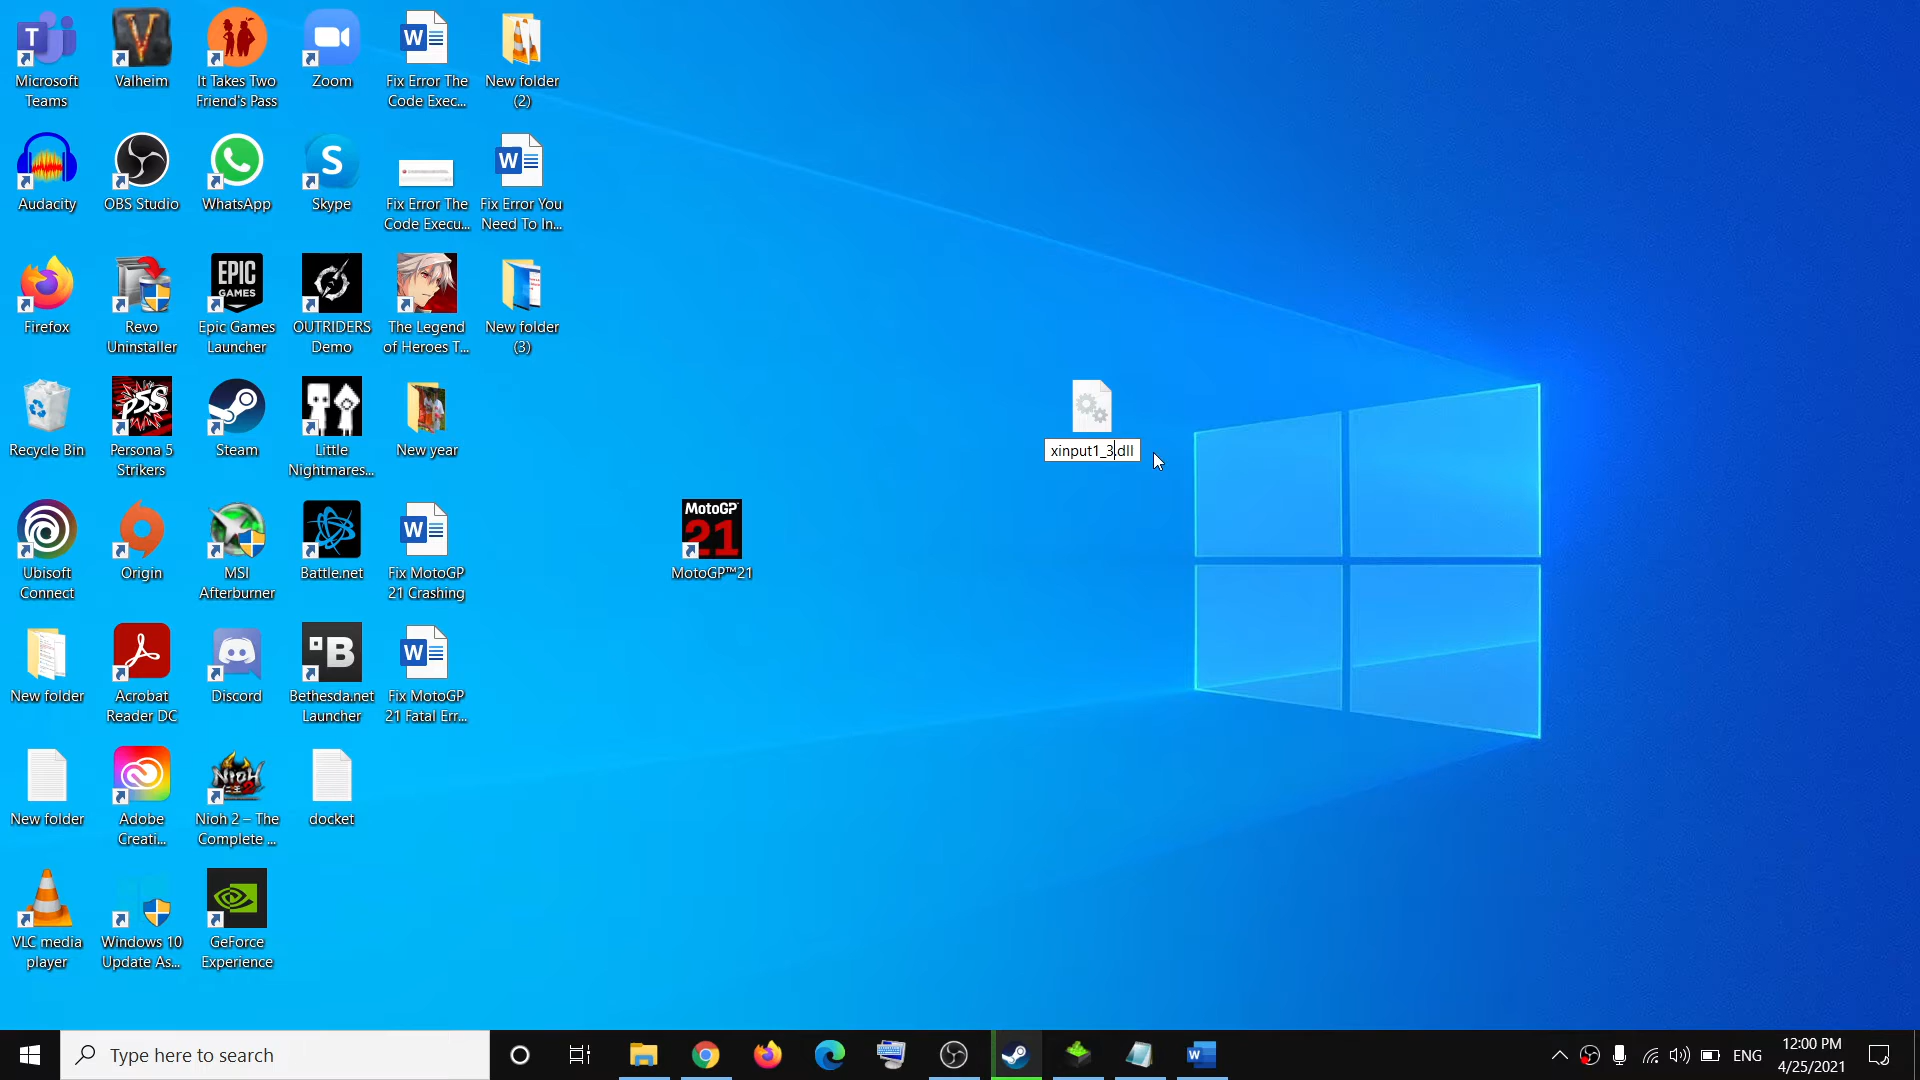 Microsoft
Teams
Valheim
It Takes Two
Friend's Pass
Zoom
Fix Error The
Code Exec...
New folder
(2)
Audacity
OBS Studio
WhatsApp
Skype
Fix Error The
Code Execu...
Fix Error You
Need To In...
EPIC
GAMES
Firefox
Revo
Uninstaller
Epic Games
Launcher
OUTRIDERS
Demo
The Legend
of Heroes T...
New folder
(3)
P5S
Recycle Bin
Persona 5
Strikers
Steam
Little
Nightmares...
New year
xinput1_3.dll
MotoGP
21
Ubisoft
Connect
Origin
MSI
Afterburner
Battle.net
Fix MotoGP
21 Crashing
MotoGP™21
New folder
Acrobat
Reader DC
Discord
Bethesda.net
Launcher
Fix MotoGP
21 Fatal Err...
NIOH
New folder
Adobe
Creati...
Nioh 2 – The
Complete ...
docket
VLC media
player
Windows 10
Update As...
GeForce
Experience
Type here to search
ENG
12:00 PM
4/25/2021